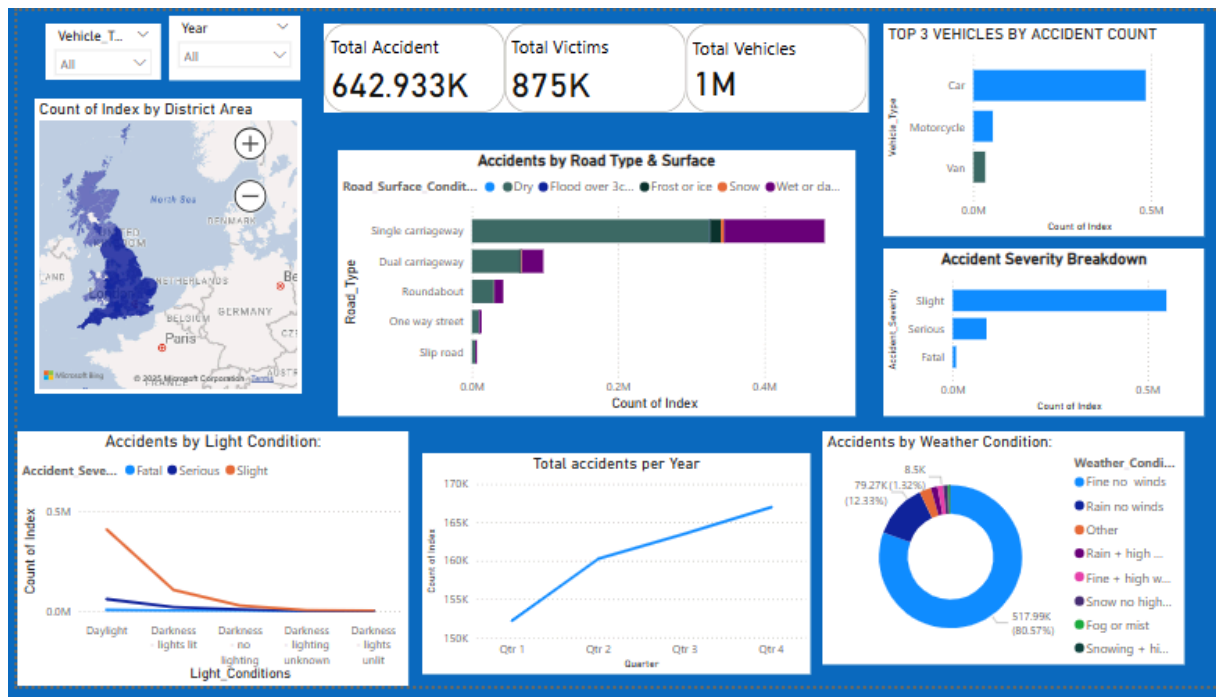 Vehicle_T...
All
Year
All
Total Accident
642.933K
Total Victims
875K
Total Vehicles
1M
TOP 3 VEHICLES BY ACCIDENT COUNT
Vehicle_Type
Car
Motorcycle
Van
0.0M
0.5M
Count of Index
Count of Index by District Area
North Sea
DENMARK
NETHERLANDS
BELGIUM
GERMANY
Paris
Microsoft Bing
© 2025 Microsoft Corporation
Terms
Accidents by Road Type & Surface
Road_Surface_Condit...
Dry
Flood over 3c...
Frost or ice
Snow
Wet or da...
Road_Type
Single carriageway
Dual carriageway
Roundabout
One way street
Slip road
0.0M
0.2M
0.4M
Count of Index
Accident Severity Breakdown
Accident_Severity
Slight
Serious
Fatal
0.0M
0.5M
Count of Index
Accidents by Light Condition:
Accident_Seve...
Fatal
Serious
Slight
Count of Index
0.5M
0.0M
Daylight
Darkness
- lights lit
Darkness
- no
lighting
Darkness
- lighting
unknown
Darkness
- lights
unlit
Light_Conditions
Total accidents per Year
Count of Index
170K
165K
160K
155K
150K
Qtr 1
Qtr 2
Qtr 3
Qtr 4
Quarter
Accidents by Weather Condition:
8.5K
(1.32%)
79.27K
(12.33%)
517.99K
(80.57%)
Weather_Condi...
Fine no winds
Rain no winds
Other
Rain + high ...
Fine + high w...
Snow no high...
Fog or mist
Snowing + hi...